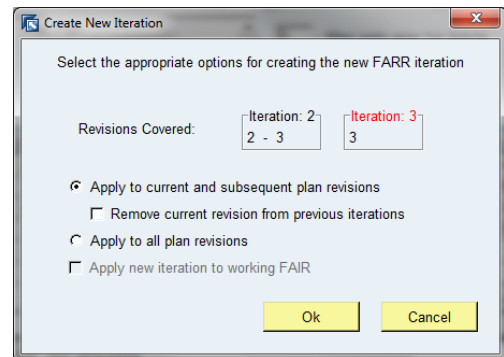 Create New Iteration
Select the appropriate options for creating the new FARR iteration
Iteration: 2 Iteration: 3
Revisions Covered: 2 - 3 3
Apply to current and subsequent plan revisions
Remove current revision from previous iterations
Apply to all plan revisions
Apply new iteration to working FAIR
Ok Cancel